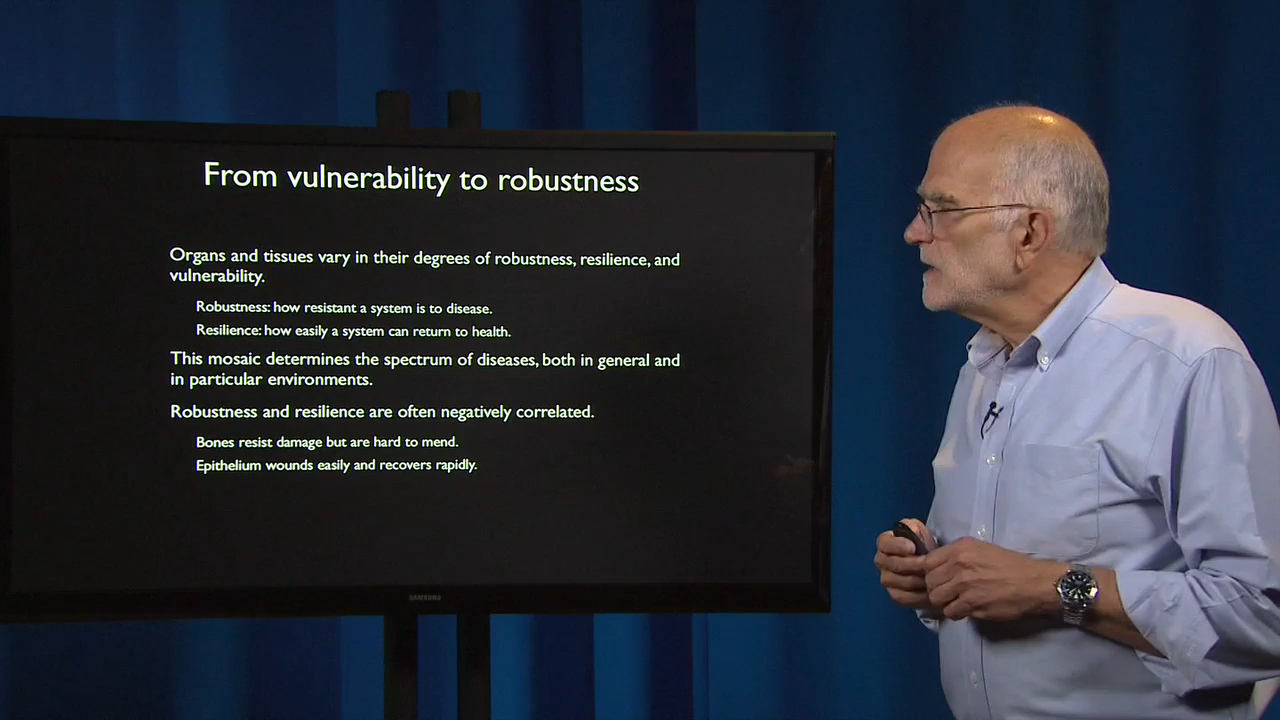 From vulnerability to robustness
Organs and tissues vary in their degrees of robustness, resilience, and
vulnerability.
Robustness: how resistant a system is to disease.
Resilience: how easily a system can return to health.
This mosaic determines the spectrum of diseases, both in general and
in particular environments.
Robustness and resilience are often negatively correlated.
Bones resist damage but are hard to mend.
Epithelium wounds easily and recovers rapidly.
SAMSUNG